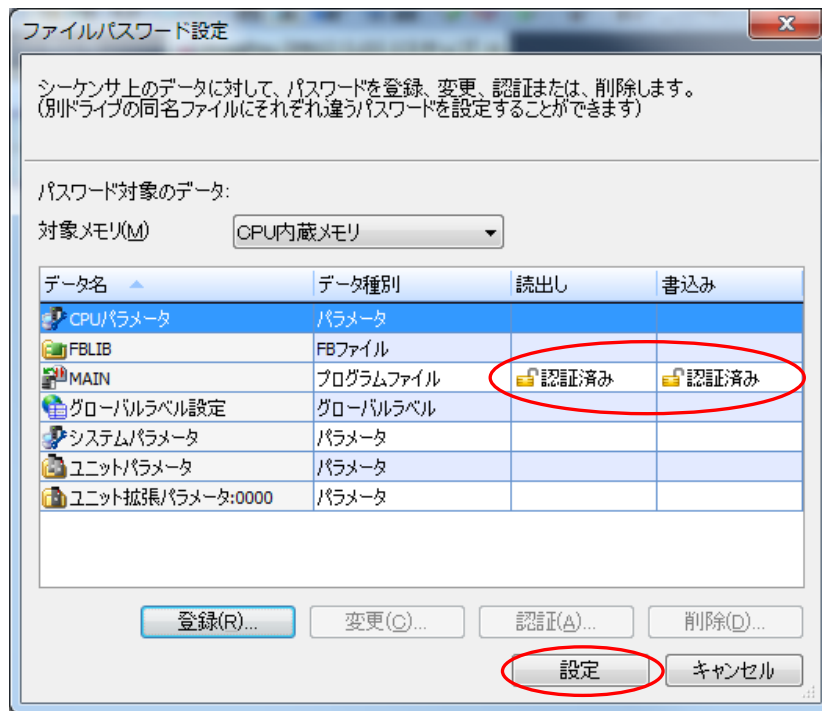 ファイルパスワード設定
シーケンサ上のデータに対して、パスワードを登録、変更、認証または、削除します。
(別ドライブの同名ファイルにそれぞれ違うパスワードを設定することができます)
パスワード対象のデータ:
対象メモリ(M) CPU内蔵メモリ
データ名 データ種別 読出し 書込み
CPUパラメータ パラメータ
FBLIB FBファイル
MAIN プログラムファイル 認証済み 認証済み
グローバルラベル設定 グローバルラベル
システムパラメータ パラメータ
ユニットパラメータ パラメータ
ユニット拡張パラメータ:0000 パラメータ
登録(R)... 変更(C)... 認証(A)... 削除(D)...
設定 キャンセル